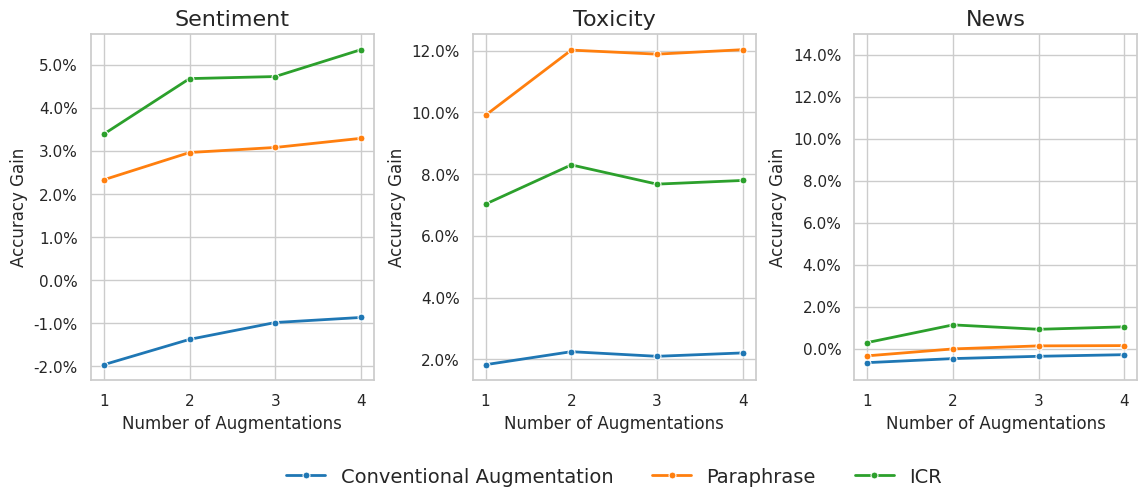 Sentiment
Toxicity
News
Accuracy Gain
5.0%
4.0%
3.0%
2.0%
1.0%
0.0%
-1.0%
-2.0%
1 2 3 4
Number of Augmentations
Accuracy Gain
12.0%
10.0%
8.0%
6.0%
4.0%
2.0%
1 2 3 4
Number of Augmentations
Accuracy Gain
14.0%
12.0%
10.0%
8.0%
6.0%
4.0%
2.0%
0.0%
1 2 3 4
Number of Augmentations
Conventional Augmentation Paraphrase ICR